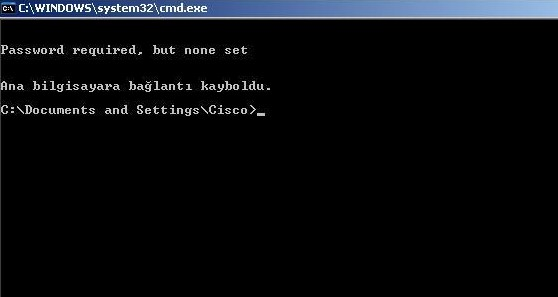 C:\WINDOWS\system32\cmd.exe
Password required, but none set
Ana bilgisayara bağlantı kayboldu.
C:\Documents and Settings\Cisco>_